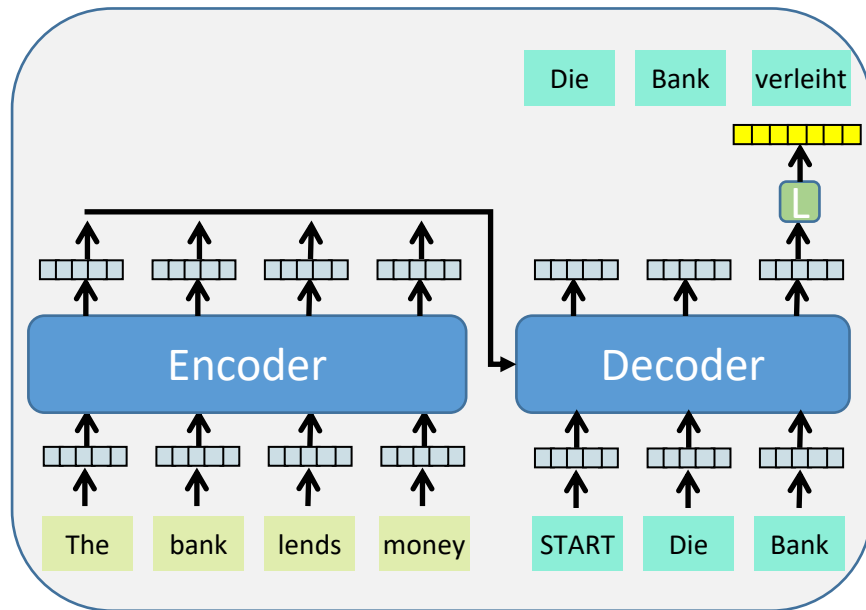 Die Bank verleiht
L
Encoder Decoder
The bank lends money START Die Bank